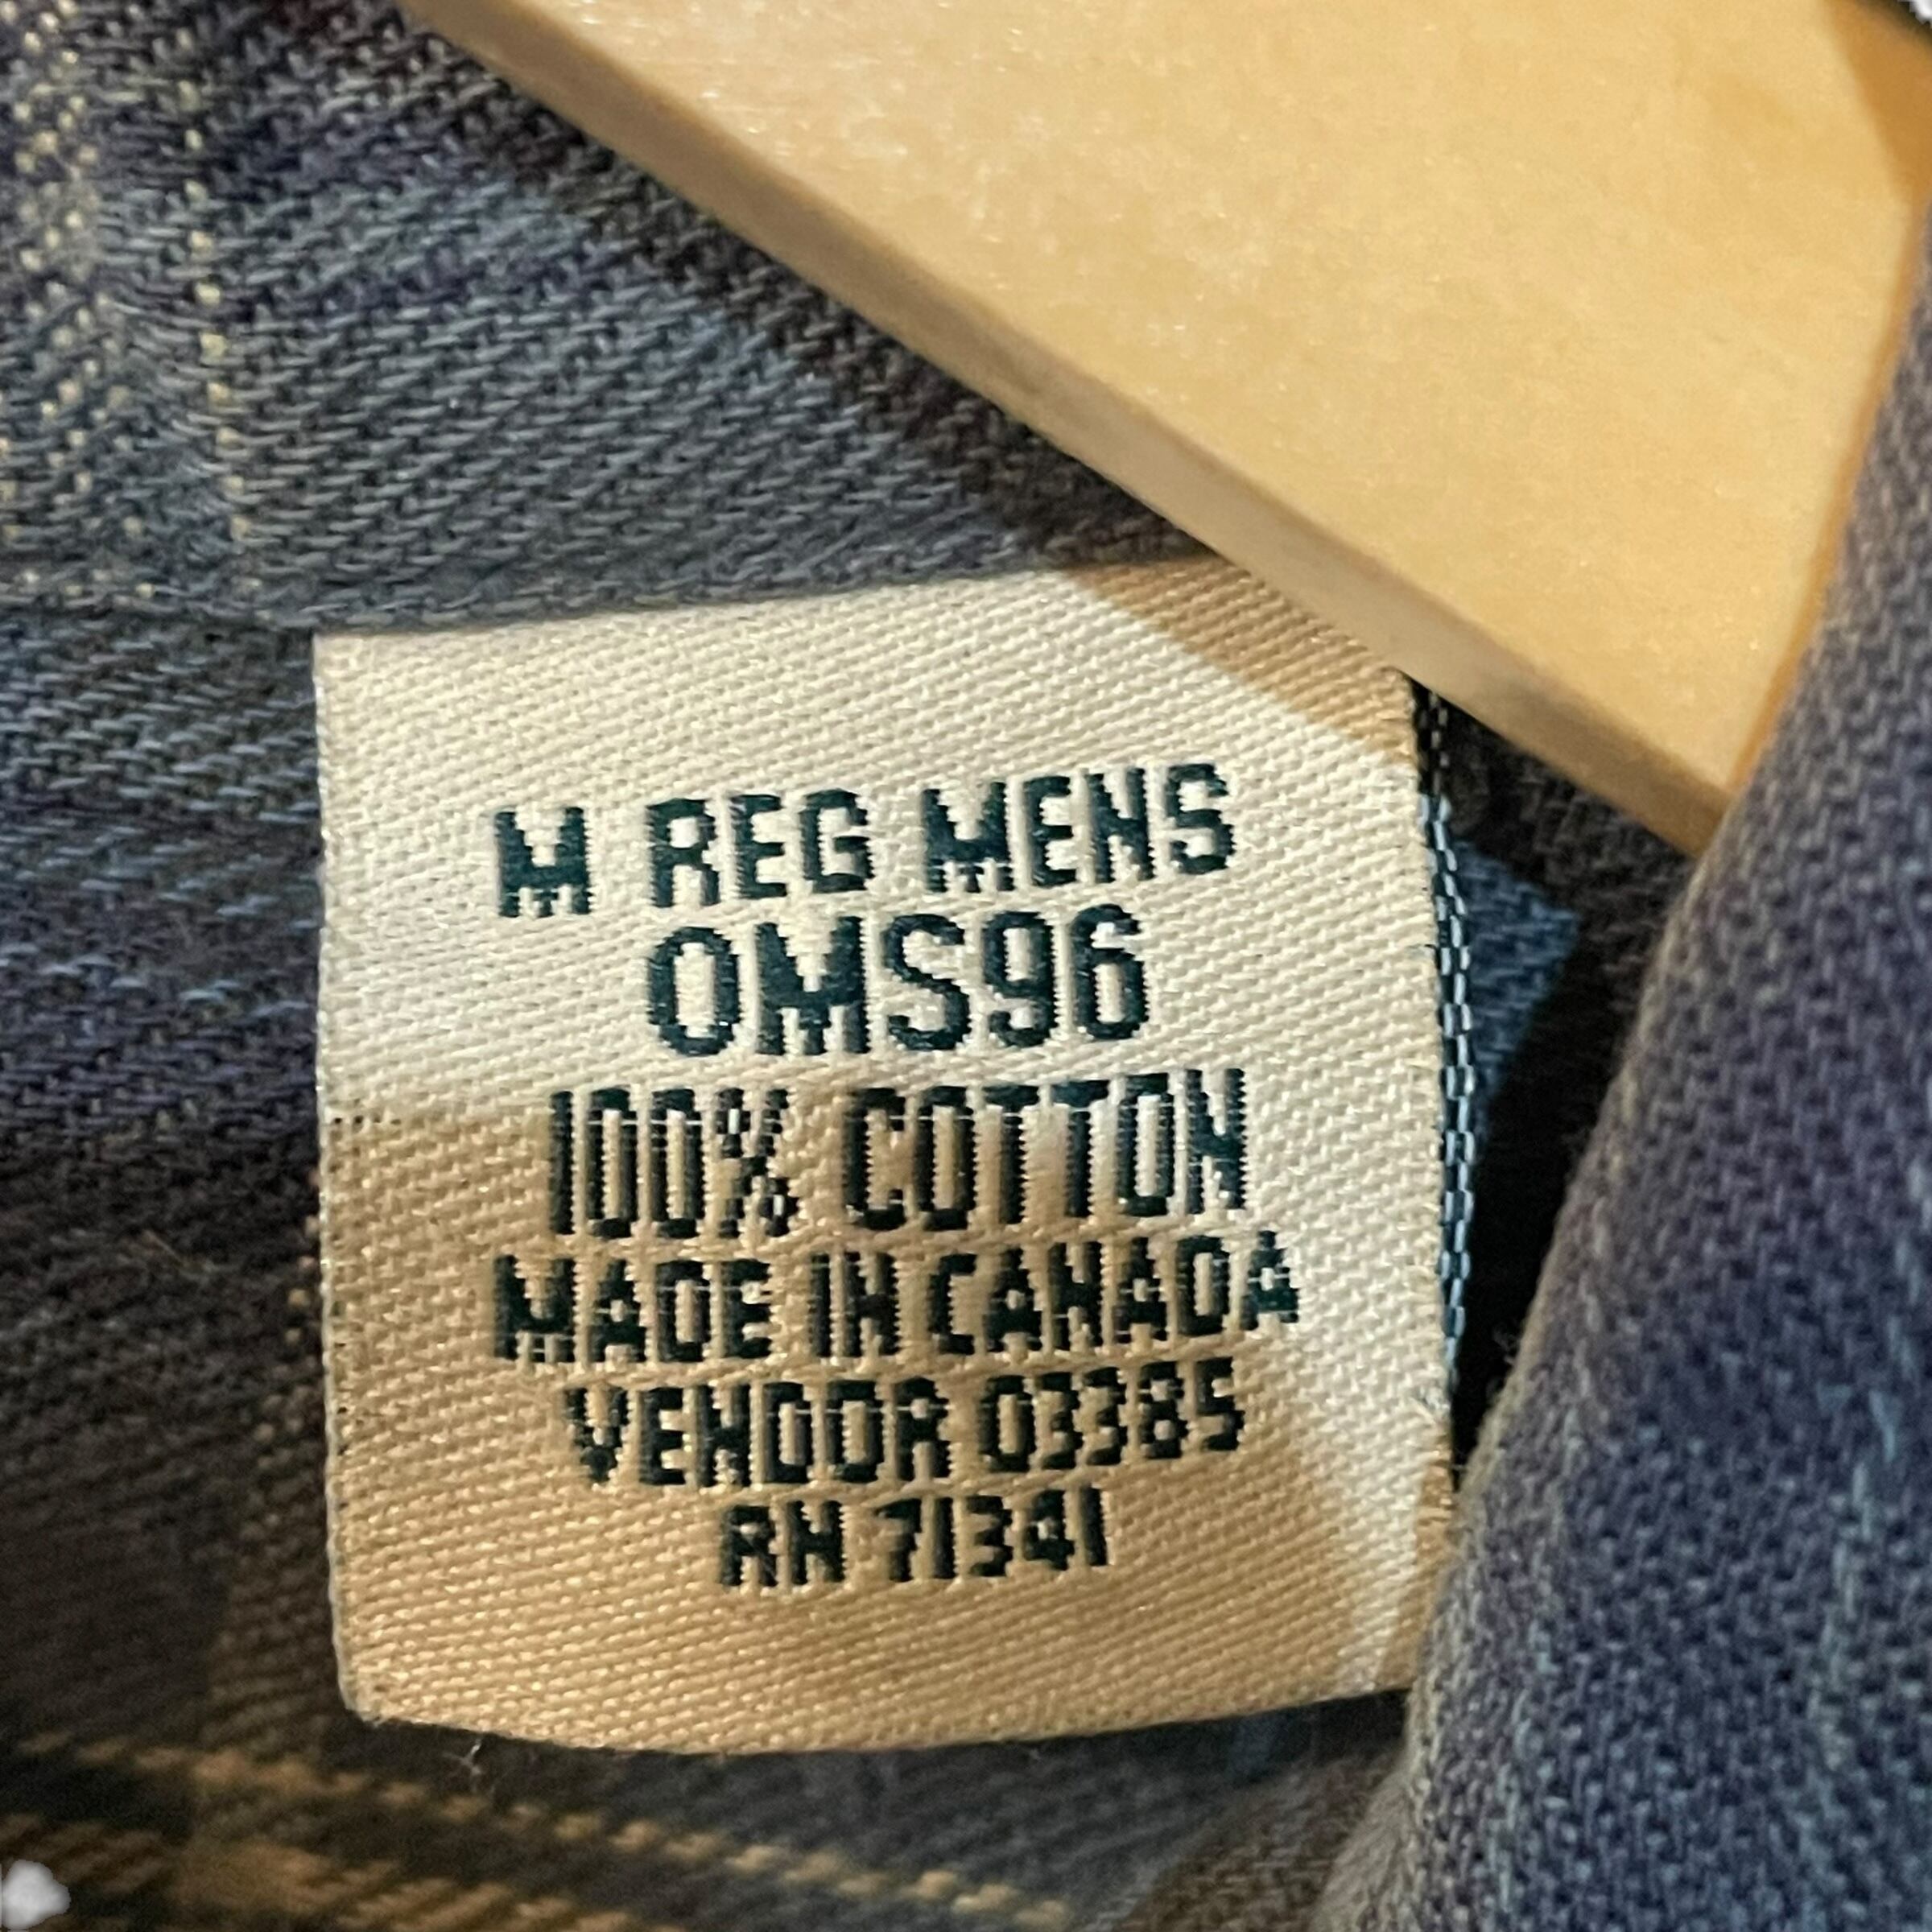 M REG MENS
OMS96
100% COTTON
MADE IN CANADA
VENDOR 03385
RN 71341